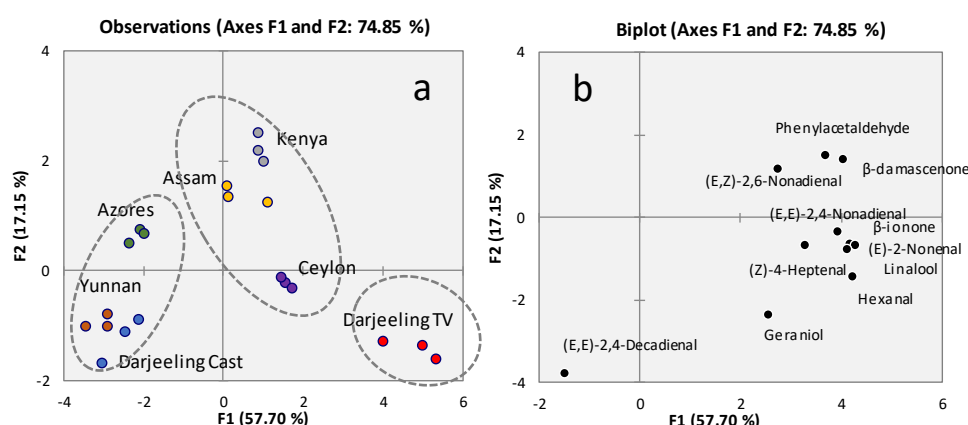 Observations (Axes F1 and F2: 74.85 %)
a
4
2
0
-2
F2 (17.15 %)
Kenya
Assam
Azores
Ceylon
Yunnan
Darjeeling TV
Darjeeling Cast
-4
-2
0
2
4
6
F1 (57.70 %)
Biplot (Axes F1 and F2: 74.85 %)
b
4
2
0
-2
-4
F2 (17.15 %)
Phenylacetaldehyde
β-damascenone
(E,Z)-2,6-Nonadienal
(E,E)-2,4-Nonadienal
β-ionone
(E)-2-Nonenal
(Z)-4-Heptenal
Linalool
Hexanal
Geraniol
(E,E)-2,4-Decadienal
-2
0
2
4
6
F1 (57.70 %)